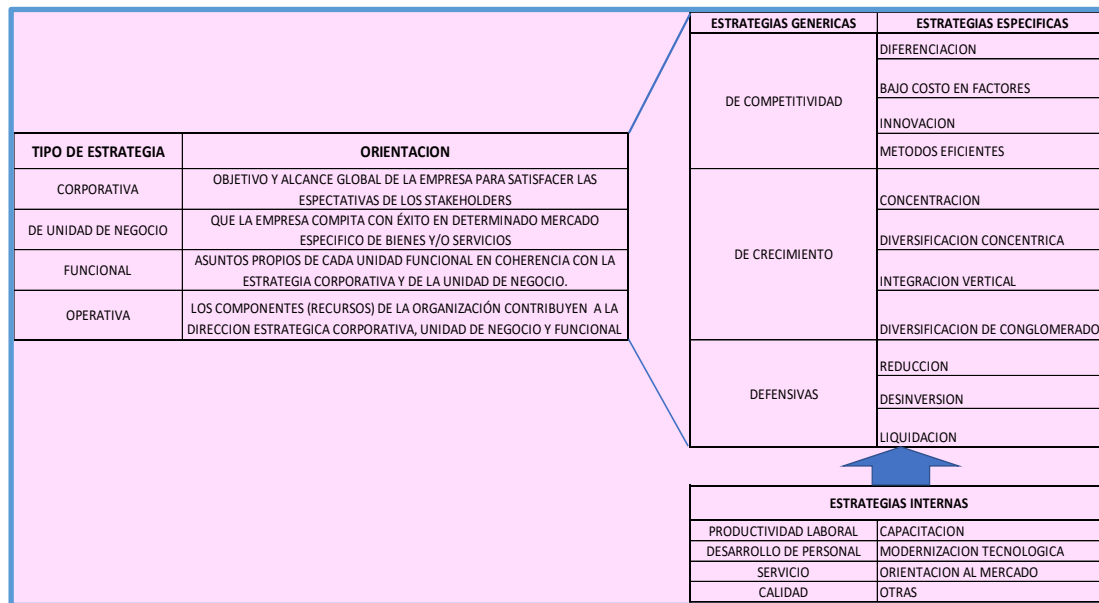 TIPO DE ESTRATEGIA ORIENTACION
CORPORATIVA OBJETIVO Y ALCANCE GLOBAL DE LA EMPRESA PARA SATISFACER LAS
ESPECTATIVAS DE LOS STAKEHOLDERS
DE UNIDAD DE NEGOCIO QUE LA EMPRESA COMPITA CON ÉXITO EN DETERMINADO MERCADO
ESPECIFICO DE BIENES Y/O SERVICIOS
FUNCIONAL ASUNTOS PROPIOS DE CADA UNIDAD FUNCIONAL EN COHERENCIA CON LA
ESTRATEGIA CORPORATIVA Y DE LA UNIDAD DE NEGOCIO.
OPERATIVA LOS COMPONENTES (RECURSOS) DE LA ORGANIZACIÓN CONTRIBUYEN A LA
DIRECCION ESTRATEGICA CORPORATIVA, UNIDAD DE NEGOCIO Y FUNCIONAL
ESTRATEGIAS GENERICAS ESTRATEGIAS ESPECIFICAS
DE COMPETITIVIDAD
DIFERENCIACION
BAJO COSTO EN FACTORES
INNOVACION
METODOS EFICIENTES
DE CRECIMIENTO
CONCENTRACION
DIVERSIFICACION CONCENTRICA
INTEGRACION VERTICAL
DIVERSIFICACION DE CONGLOMERADO
DEFENSIVAS
REDUCCION
DESINVERSION
LIQUIDACION
ESTRATEGIAS INTERNAS
PRODUCTIVIDAD LABORAL CAPACITACION
DESARROLLO DE PERSONAL MODERNIZACION TECNOLOGICA
SERVICIO ORIENTACION AL MERCADO
CALIDAD OTRAS